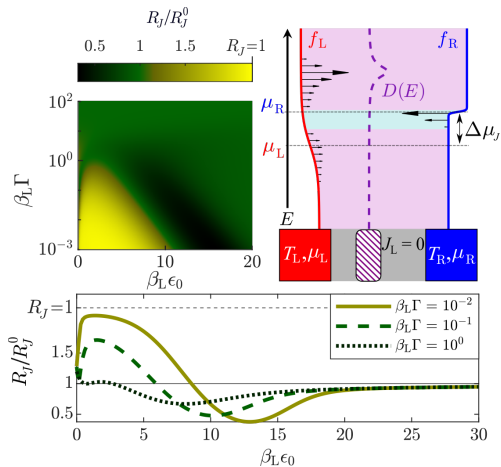 R_J/R_J^0
0.5 1 1.5 R_J=1
10^2
10^0
10^-3
β_LΓ
0 10 20
β_Lϵ_0
f_L f_R
D(E)
μ_R
Δμ_J
μ_L
E
J_L = 0
T_L,μ_L T_R,μ_R
R_J=1
1.5
1
0.5
R_J/R_J^0
β_LΓ = 10^-2
β_LΓ = 10^-1
β_LΓ = 10^0
0 5 10 15 20 25 30
β_Lϵ_0